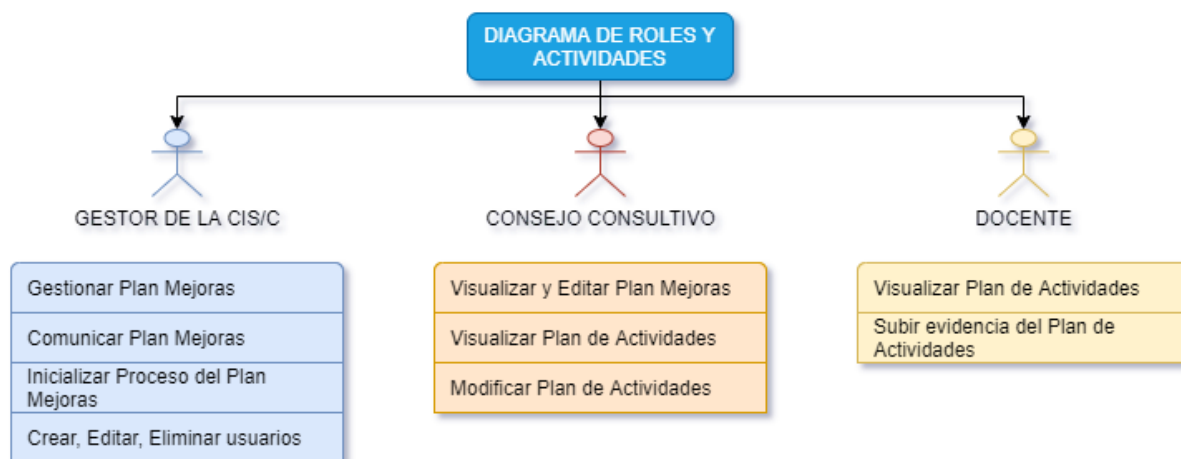 DIAGRAMA DE ROLES Y
ACTIVIDADES
GESTOR DE LA CIS/C
CONSEJO CONSULTIVO
DOCENTE
Gestionar Plan Mejoras
Comunicar Plan Mejoras
Inicializar Proceso del Plan
Mejoras
Crear, Editar, Eliminar usuarios
Visualizar y Editar Plan Mejoras
Visualizar Plan de Actividades
Modificar Plan de Actividades
Visualizar Plan de Actividades
Subir evidencia del Plan de
Actividades